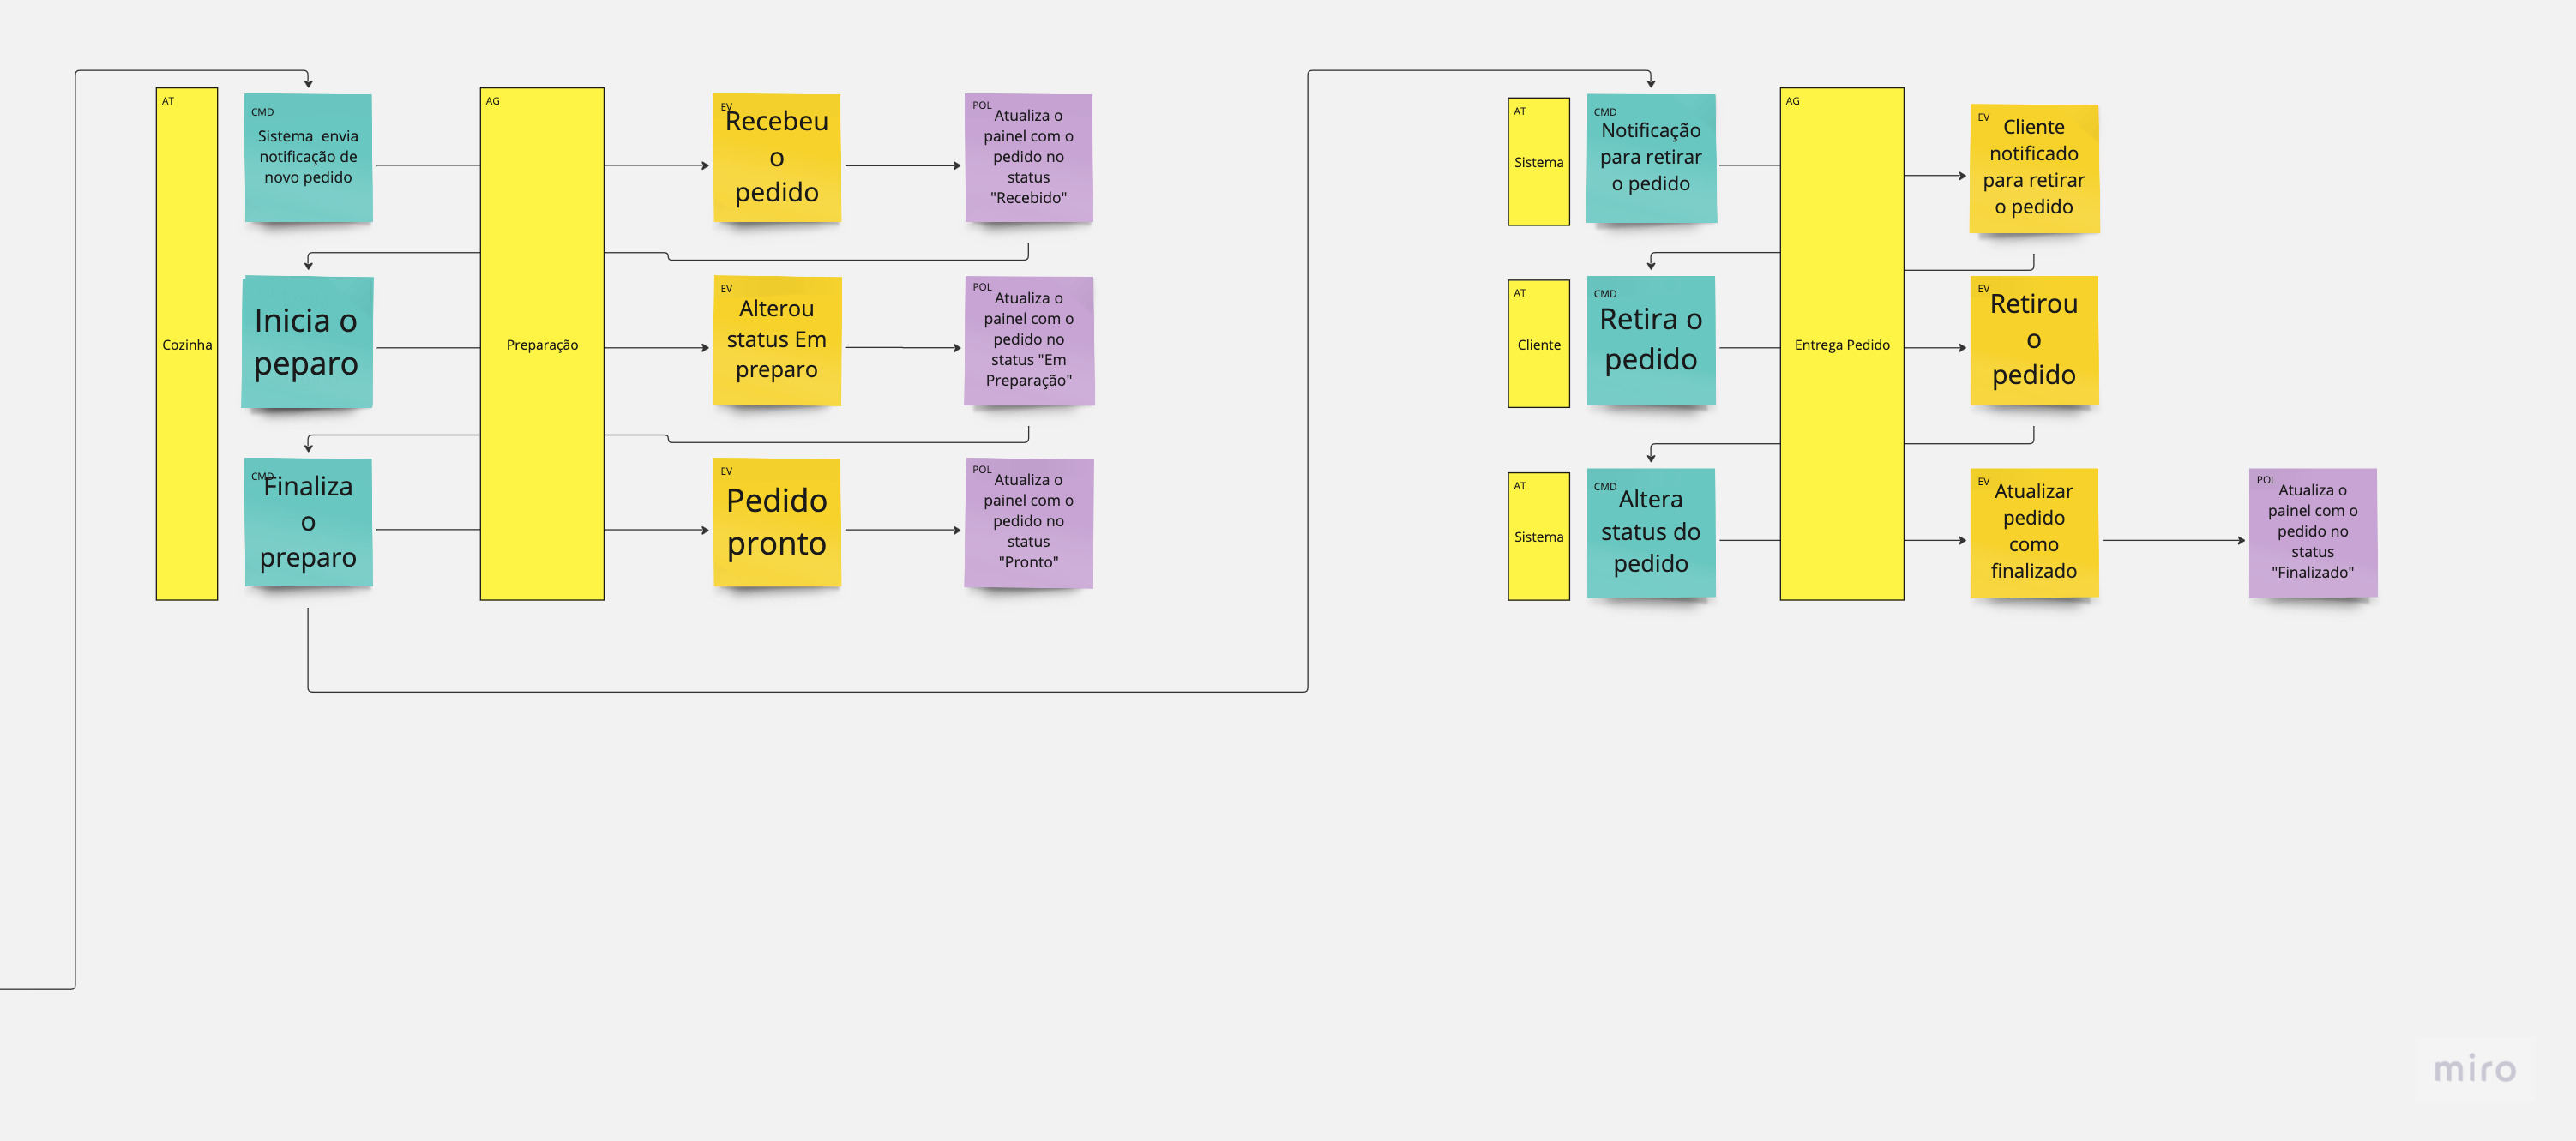 AT
Cozinha
CMD
Sistema  envia
notificação de
novo pedido
AG
Preparação
EV
Recebeu
o
pedido
POL
Atualiza o
painel com o
pedido no
status
"Recebido"
Inicia o
peparo
EV
Alterou
status Em
preparo
POL
Atualiza o
painel com o
pedido no
status "Em
Preparação"
CMD
Finaliza
o
preparo
EV
Pedido
pronto
POL
Atualiza o
painel com o
pedido no
status
"Pronto"
AT
Sistema
CMD
Notificação
para retirar
o pedido
AG
Entrega Pedido
EV
Cliente
notificado
para retirar
o pedido
AT
Cliente
CMD
Retira o
pedido
EV
Retirou
o
pedido
AT
Sistema
CMD
Altera
status do
pedido
EV
Atualizar
pedido
como
finalizado
POL
Atualiza o
painel com o
pedido no
status
"Finalizado"
miro